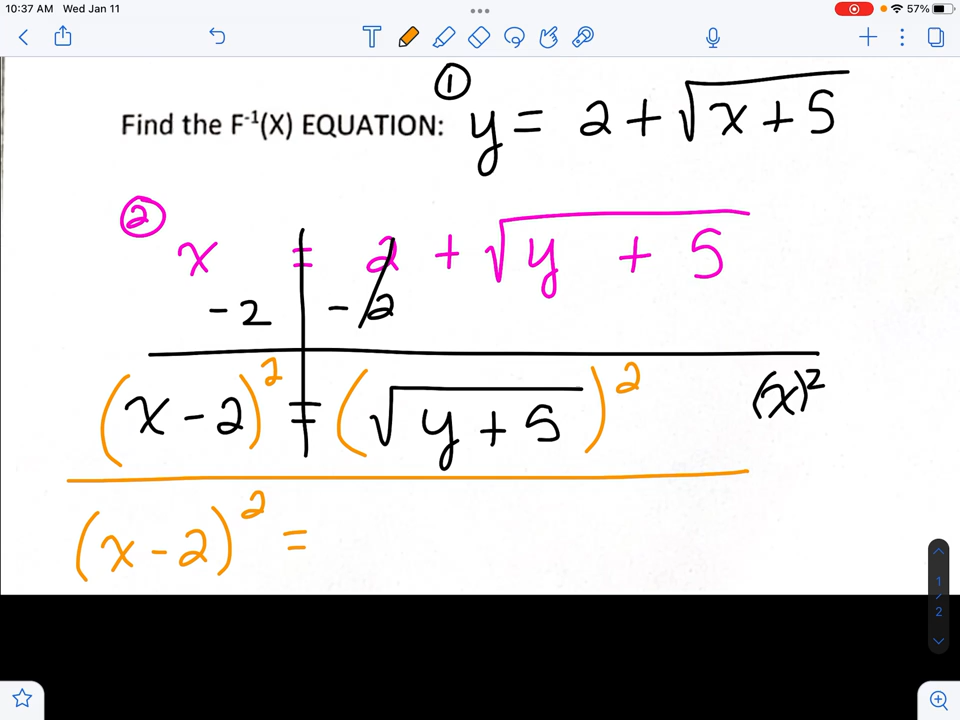 10:37 AM Wed Jan 11 57%
T
①
Find the F⁻¹(X) EQUATION: y = 2 + √(x + 5)
②
x = 2 + √(y + 5)
-2 -2
(x - 2)² = (√(y + 5))² (x)²
(x - 2)² =
1
/
2